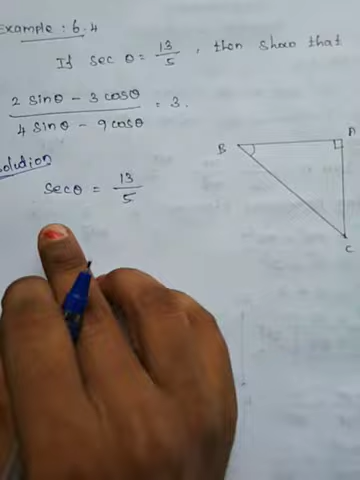 Example : 6.4
If sec θ = 13/5 , then show that
2 sinθ - 3 cosθ / 4 sinθ - 9 cosθ = 3.
Solution
secθ = 13/5
B
A
C